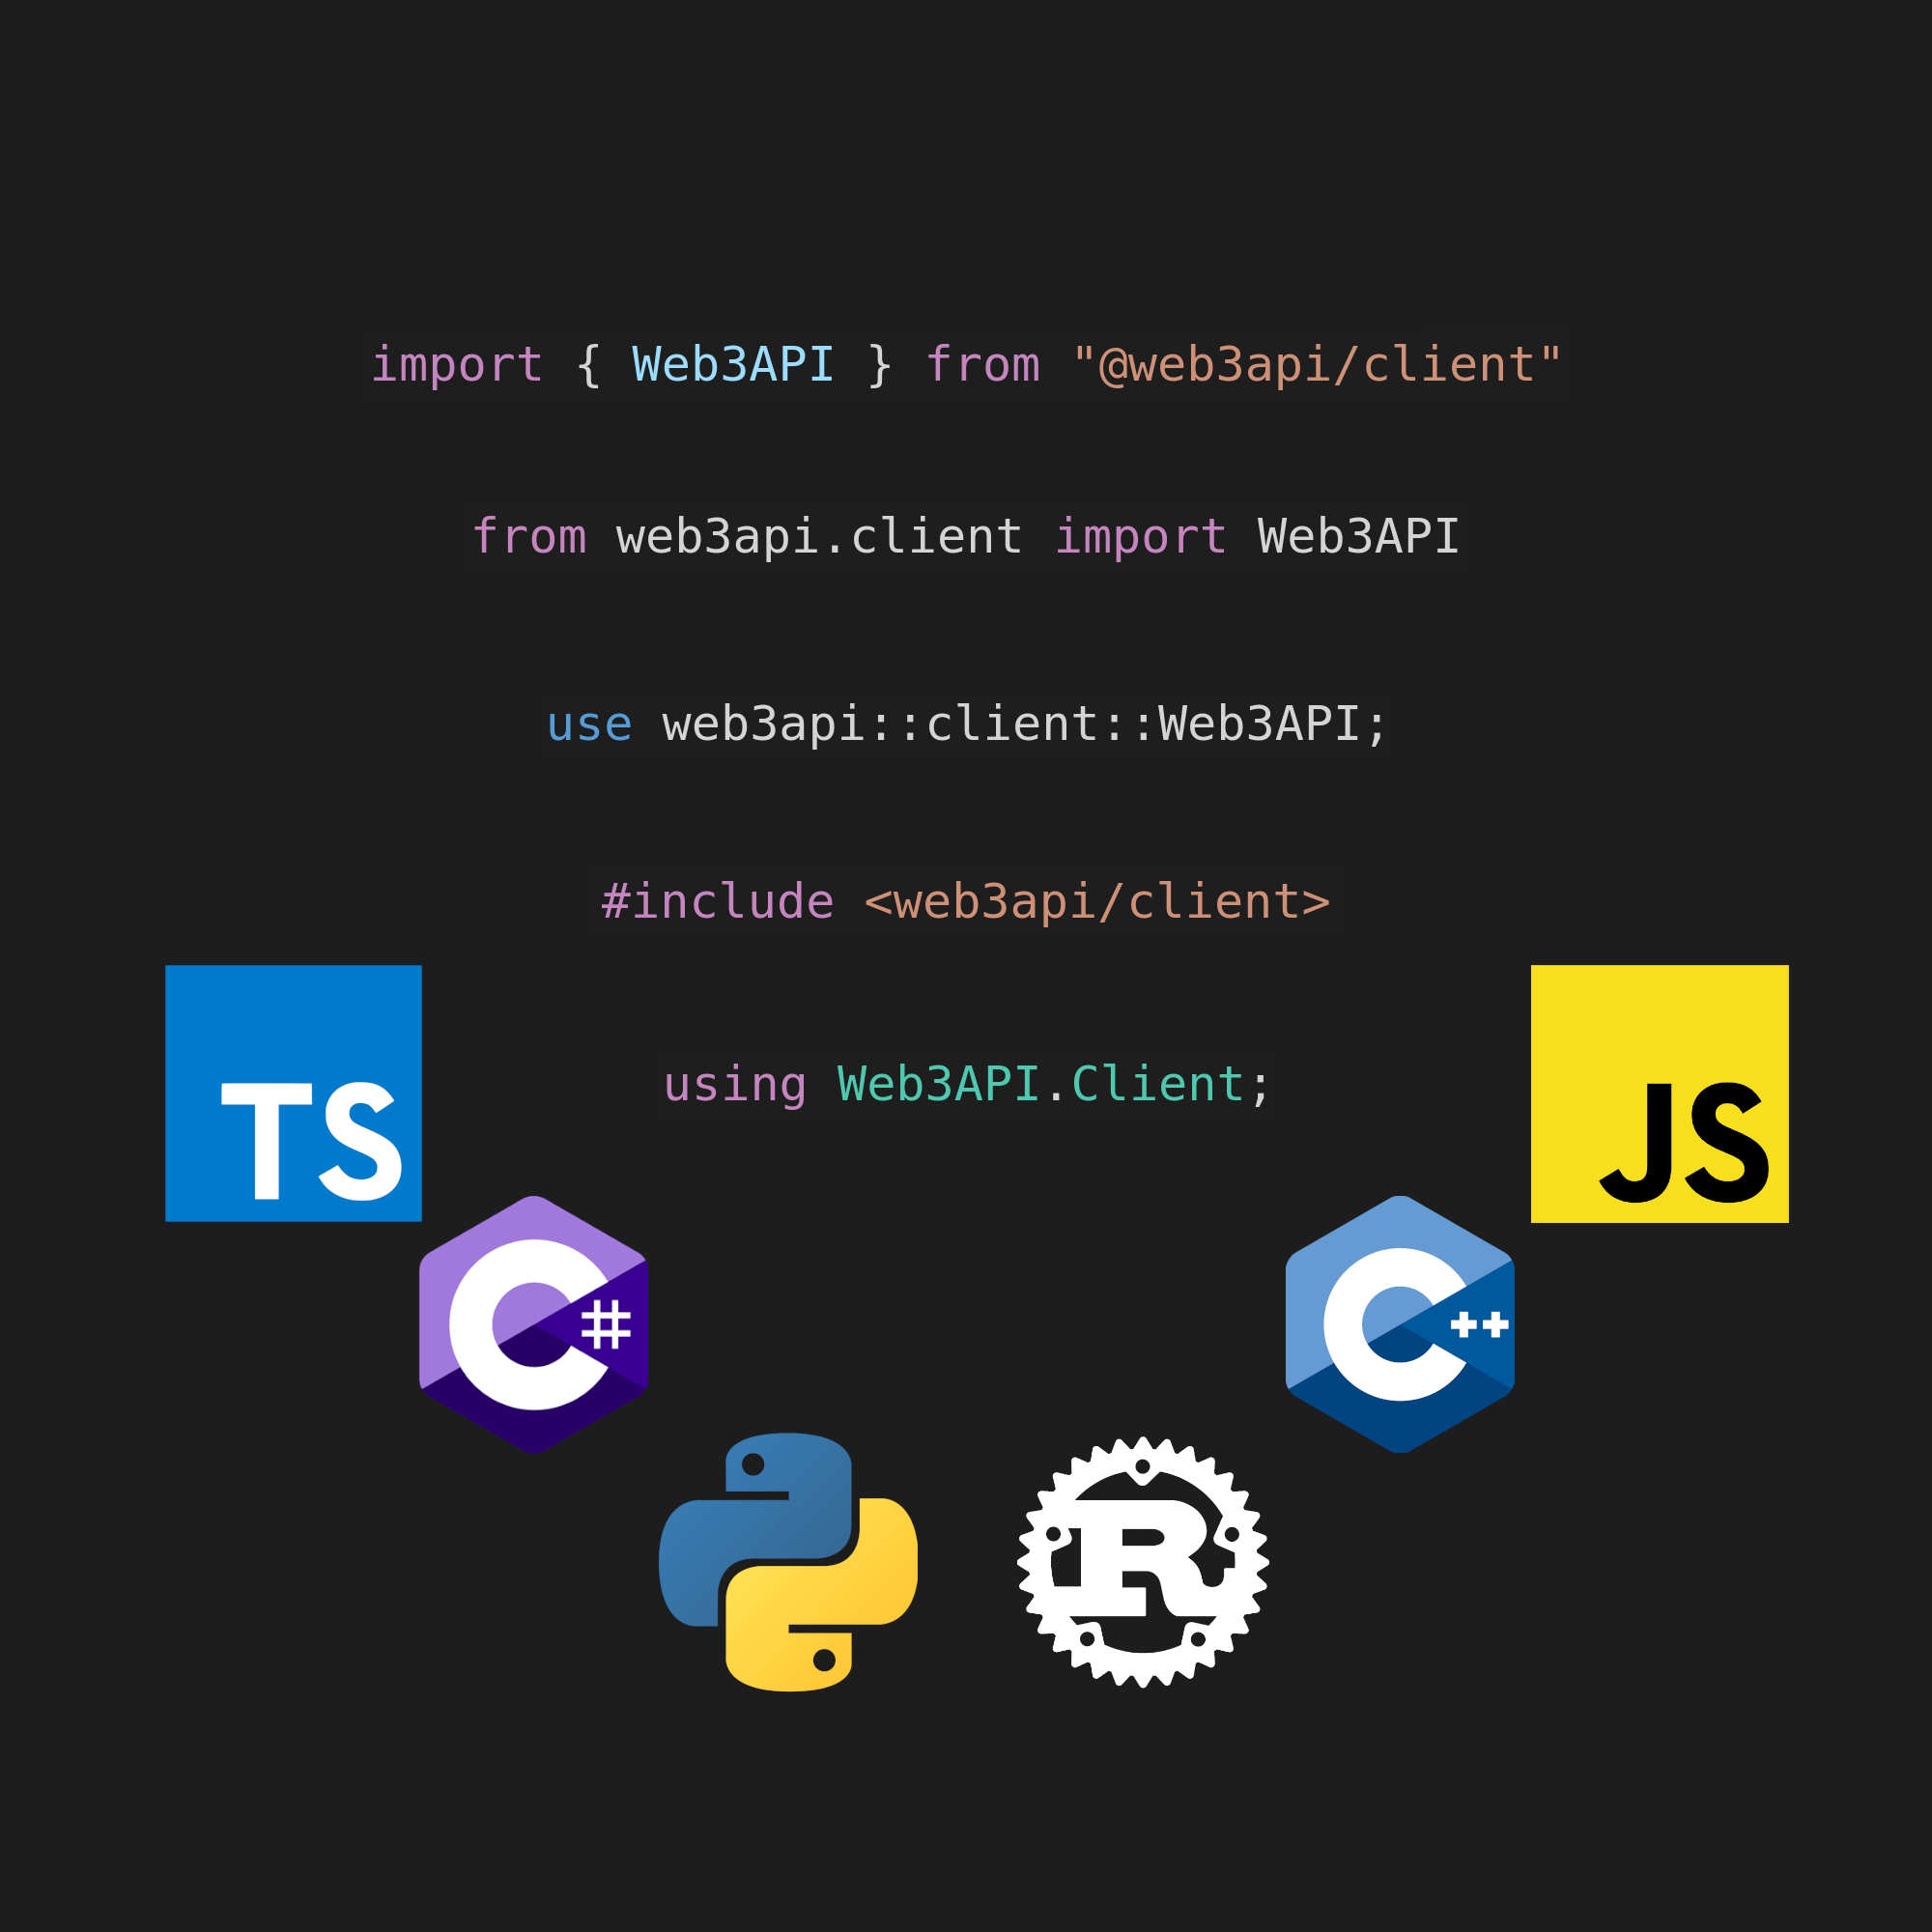 import { Web3API } from "@web3api/client"
from web3api.client import Web3API
use web3api::client::Web3API;
#include <web3api/client>
using Web3API.Client;
TS
JS
C#
C++
R